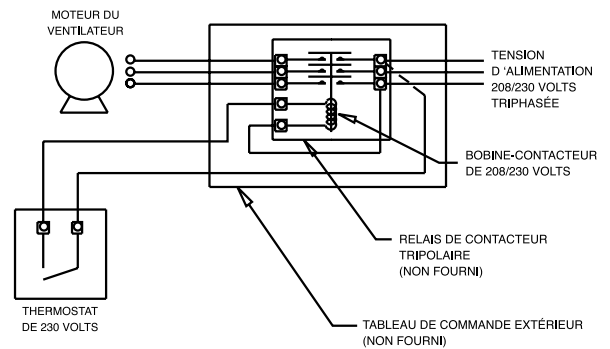 MOTEUR DU
VENTILATEUR
TENSION
D 'ALIMENTATION
208/230 VOLTS
TRIPHASÉE
BOBINE-CONTACTEUR
DE 208/230 VOLTS
RELAIS DE CONTACTEUR
TRIPOLAIRE
(NON FOURNI)
THERMOSTAT
DE 230 VOLTS
TABLEAU DE COMMANDE EXTÉRIEUR
(NON FOURNI)